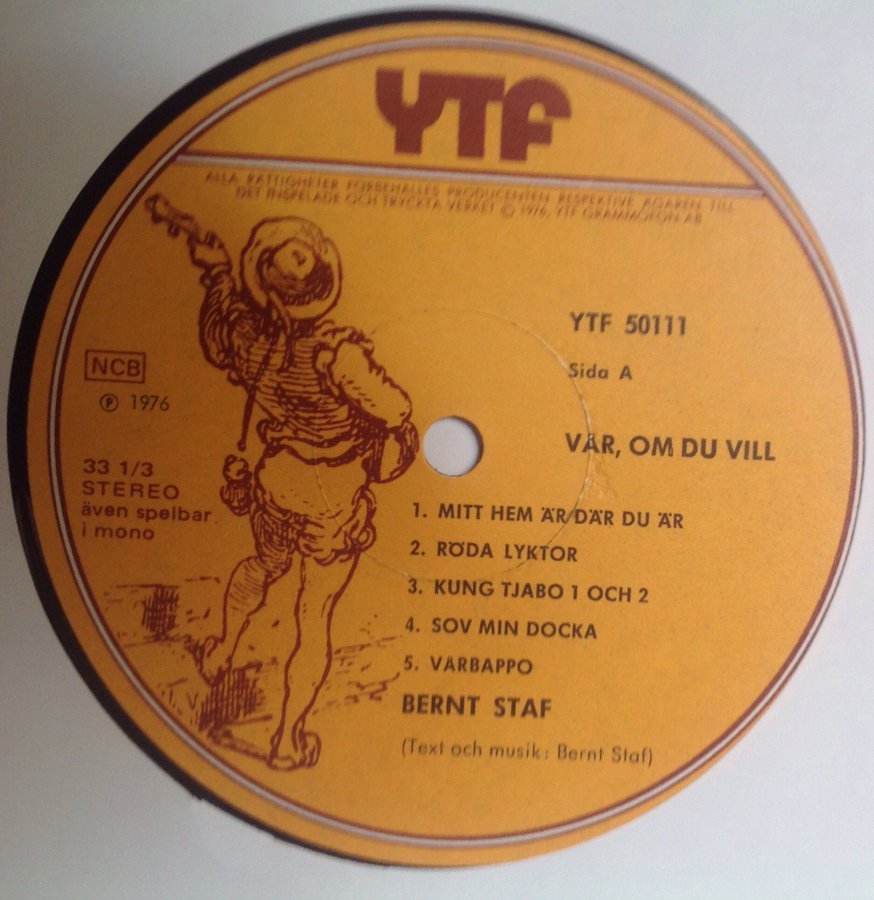 YTF
ALLA RÄTTIGHETER FÖRBEHÅLLES PRODUCENTEN RESPEKTIVE ÄGAREN TILL
DET INSPELADE OCH TRYCKTA VERKET © 1976, YTF GRAMMOFON AB
YTF 50111
Sida A
NCB
℗ 1976
VAR, OM DU VILL
33 1/3
STEREO
även spelbar
i mono
1. MITT HEM ÄR DÄR DU ÄR
2. RÖDA LYKTOR
3. KUNG TJABO 1 OCH 2
4. SOV MIN DOCKA
5. VARBAPPO
BERNT STAF
(Text och musik: Bernt Staf)